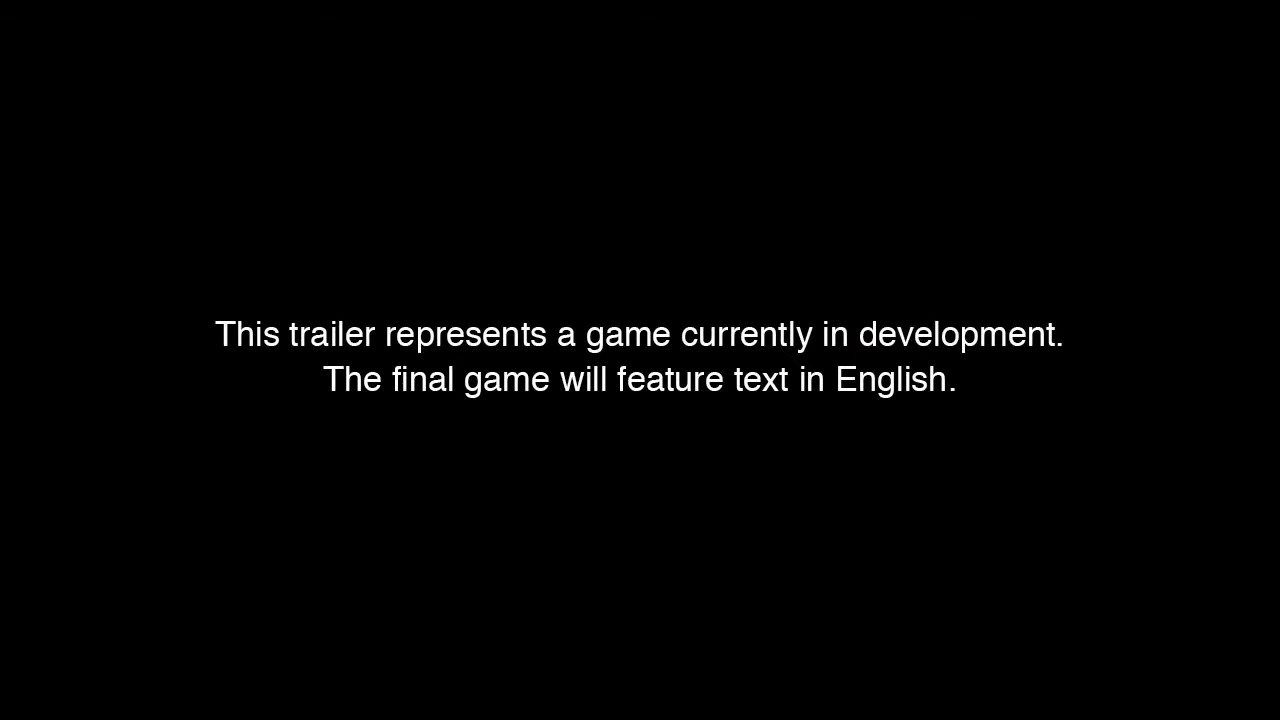 This trailer represents a game currently in development.
The final game will feature text in English.